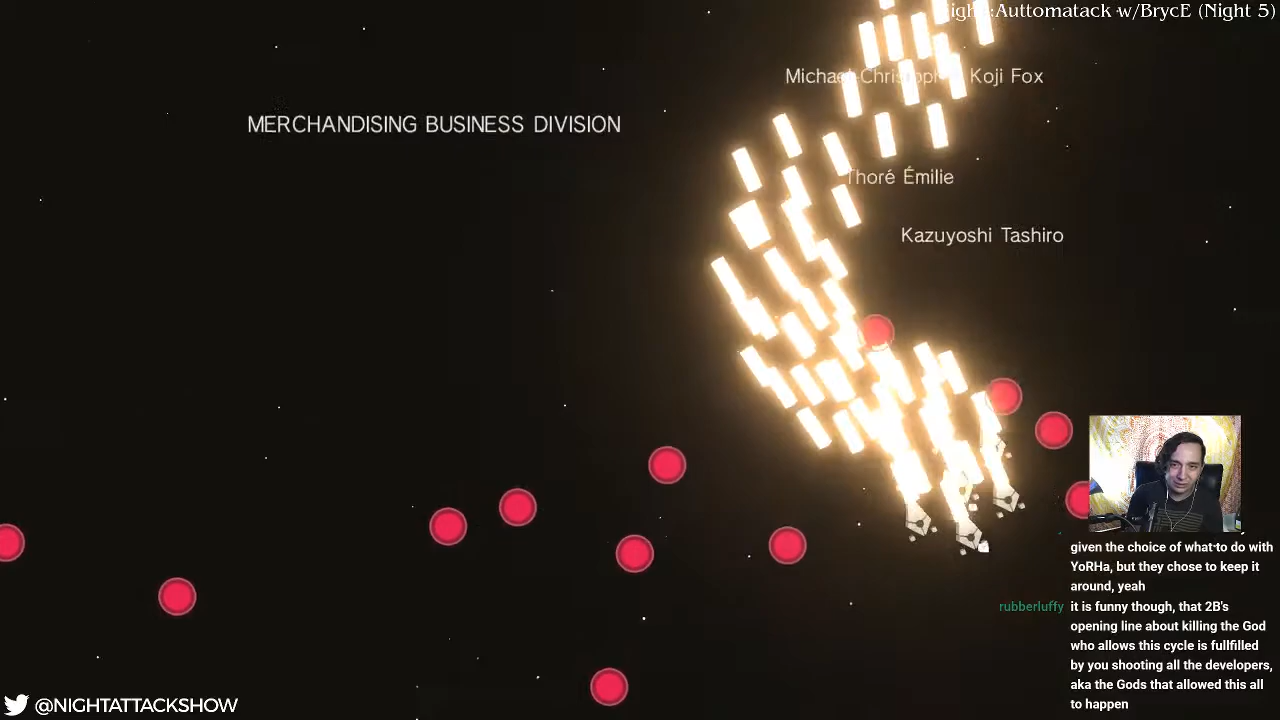 :Auttomatack w/BrycE (Night 5)
Koji Fox
MERCHANDISING BUSINESS DIVISION
Thoré Émilie
Kazuyoshi Tashiro
given the choice of what to do with
YoRHa, but they chose to keep it
around, yeah
rubberluffy it is funny though, that 2B's
opening line about killing the God
who allows this cycle is fullfilled
by you shooting all the developers,
aka the Gods that allowed this all
to happen
@NIGHTATTACKSHOW